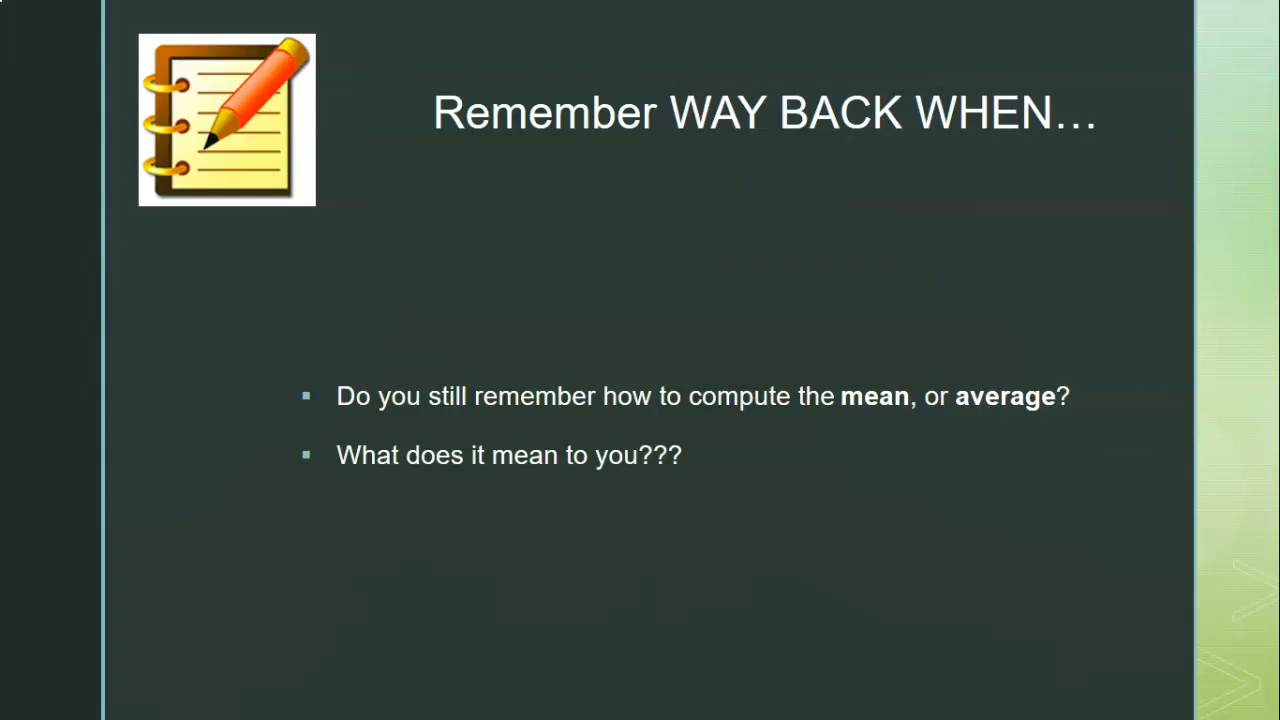 Remember WAY BACK WHEN…
▪ Do you still remember how to compute the mean, or average?
▪ What does it mean to you???